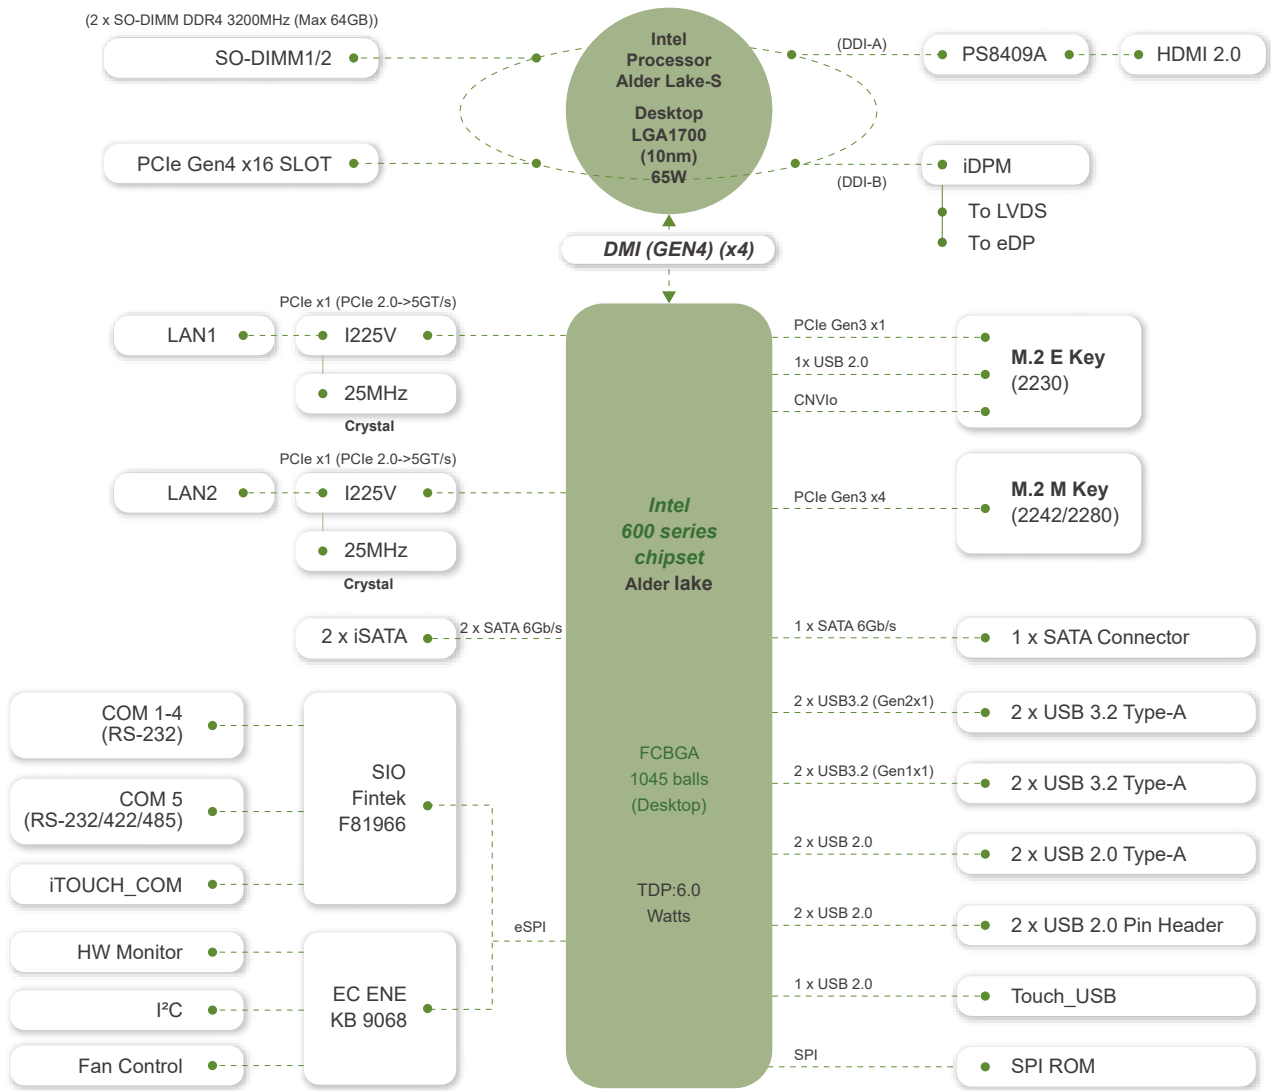 (2 x SO-DIMM DDR4 3200MHz (Max 64GB))
SO-DIMM1/2
PCIe Gen4 x16 SLOT
Intel
Processor
Alder Lake-S
Desktop
LGA1700
(10nm)
65W
(DDI-A)
PS8409A
HDMI 2.0
(DDI-B)
iDPM
To LVDS
To eDP
DMI (GEN4) (x4)
PCIe x1 (PCIe 2.0->5GT/s)
LAN1
I225V
25MHz
Crystal
PCIe x1 (PCIe 2.0->5GT/s)
LAN2
I225V
25MHz
Crystal
2 x iSATA
2 x SATA 6Gb/s
COM 1-4
(RS-232)
COM 5
(RS-232/422/485)
iTOUCH_COM
SIO
Fintek
F81966
HW Monitor
I²C
Fan Control
EC ENE
KB 9068
eSPI
Intel
600 series
chipset
Alder lake
FCBGA
1045 balls
(Desktop)
TDP:6.0
Watts
PCIe Gen3 x1
1x USB 2.0
CNVIo
M.2 E Key
(2230)
PCIe Gen3 x4
M.2 M Key
(2242/2280)
1 x SATA 6Gb/s
1 x SATA Connector
2 x USB3.2 (Gen2x1)
2 x USB 3.2 Type-A
2 x USB3.2 (Gen1x1)
2 x USB 3.2 Type-A
2 x USB 2.0
2 x USB 2.0 Type-A
2 x USB 2.0
2 x USB 2.0 Pin Header
1 x USB 2.0
Touch_USB
SPI
SPI ROM